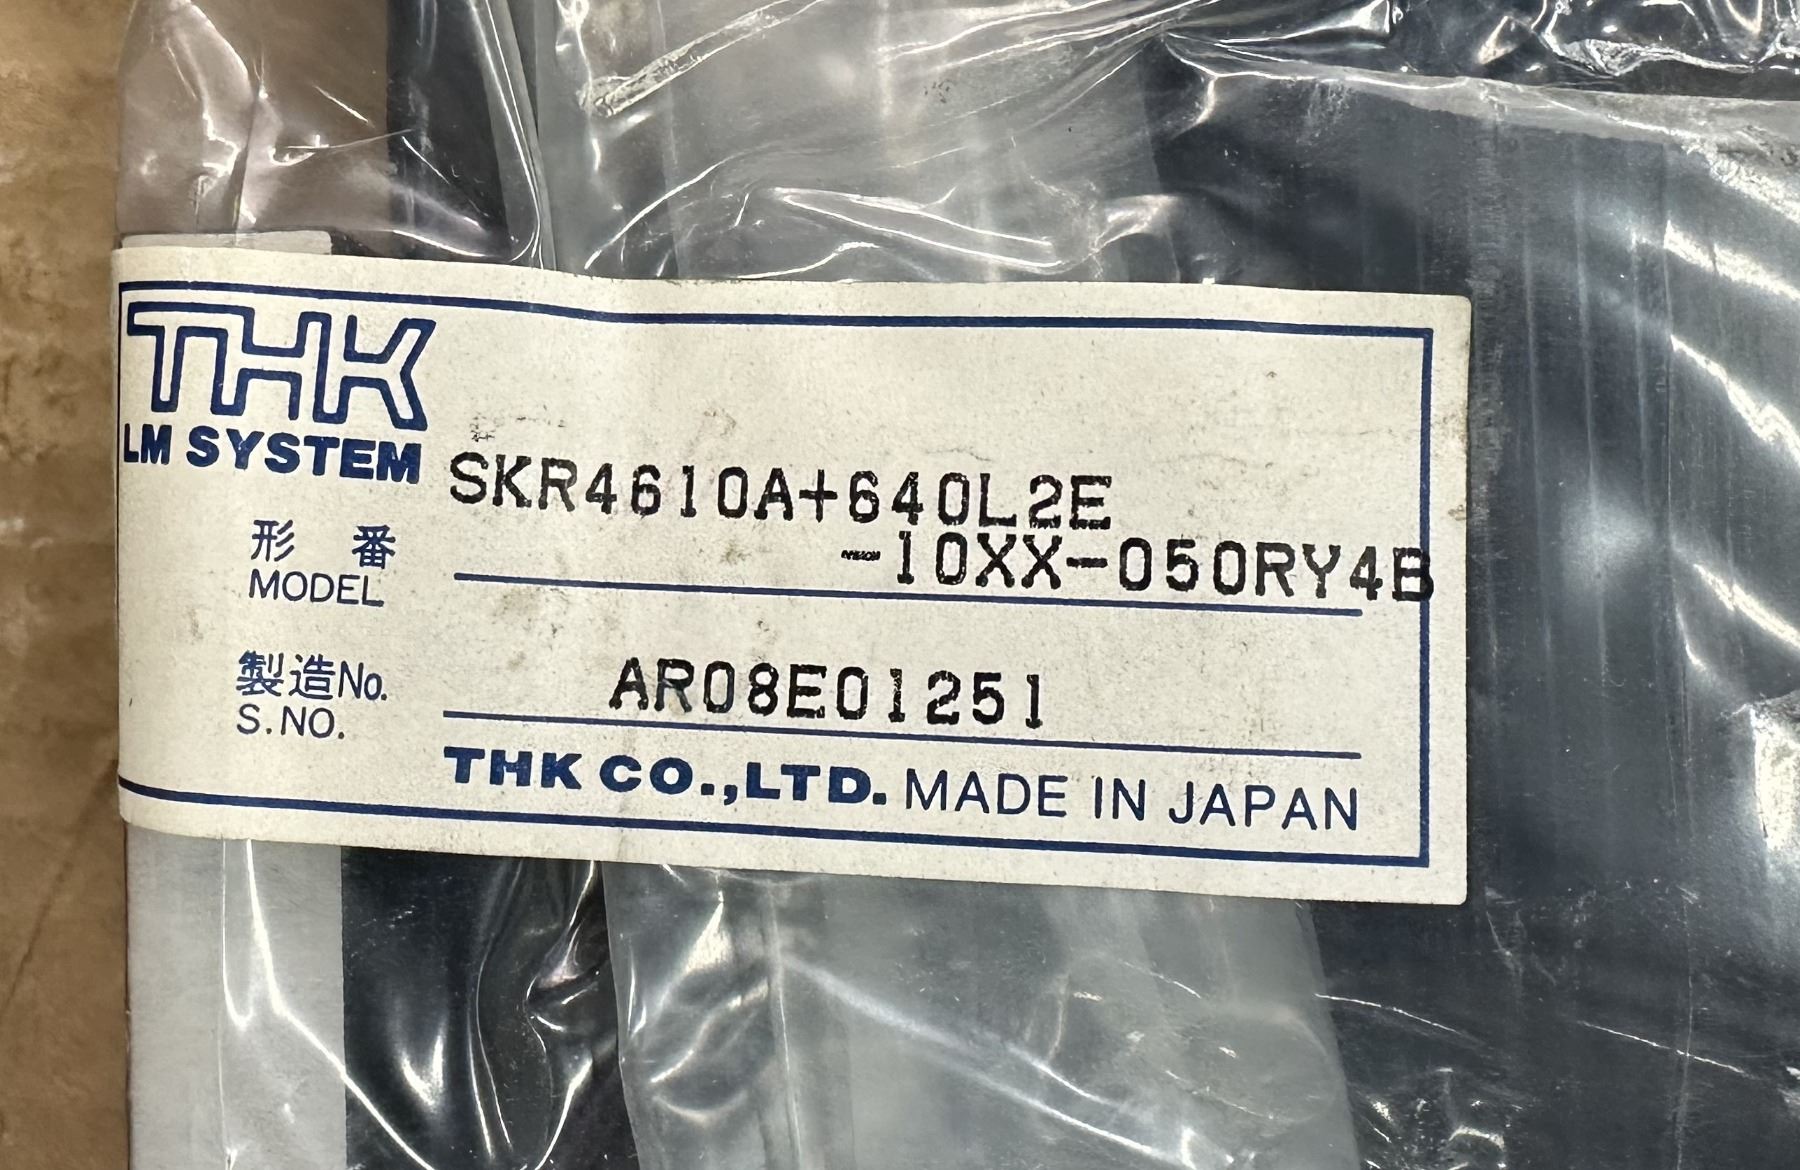 THK
LM SYSTEM
形 番
MODEL
SKR4610A+640L2E
-10XX-050RY4B
製造No.
S.NO.
AR08E01251
THK CO.,LTD. MADE IN JAPAN